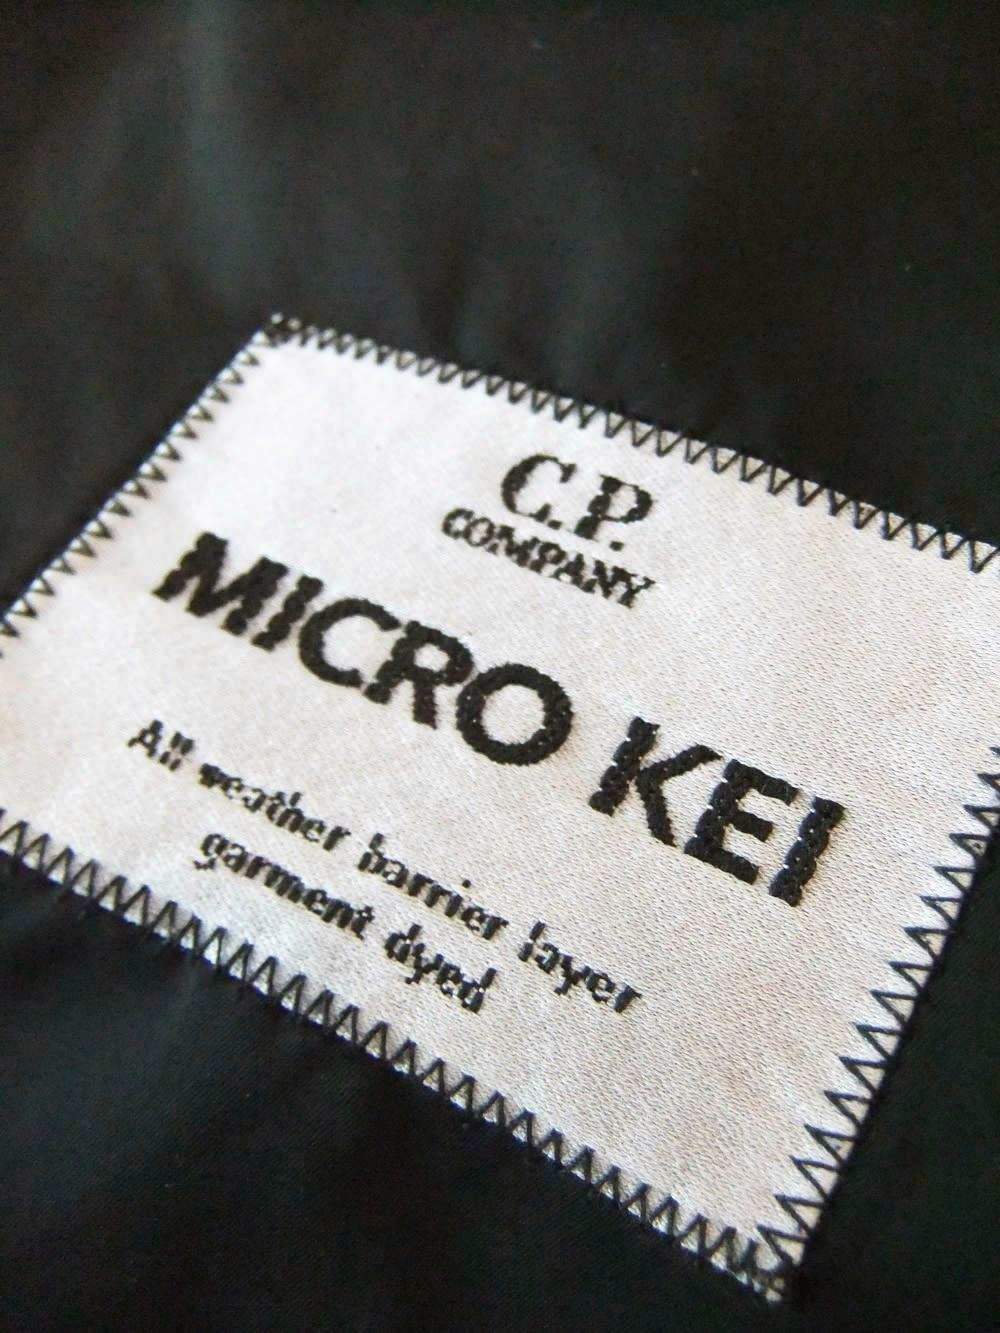 C.P.
COMPANY
MICRO KEI
All weather barrier layer
garment dyed